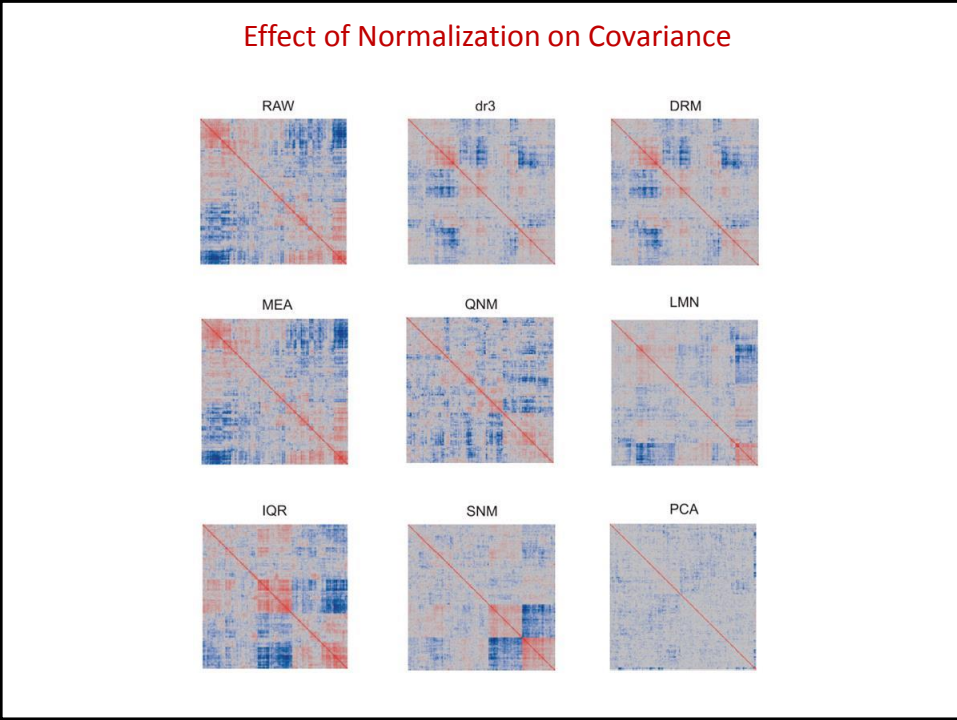 Effect of Normalization on Covariance
RAW
dr3
DRM
MEA
QNM
LMN
IQR
SNM
PCA